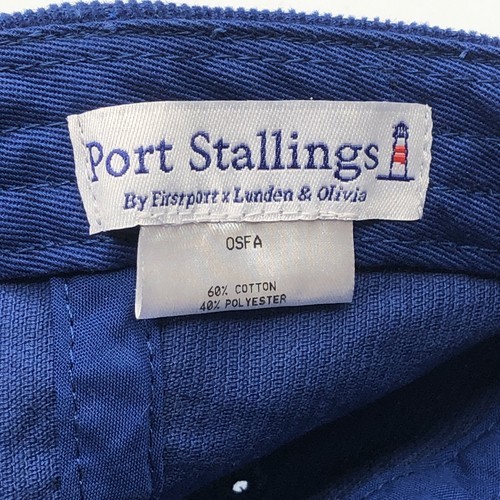 Port Stallings
By Firstport x Lunden & Olivia
OSFA
60% COTTON
40% POLYESTER